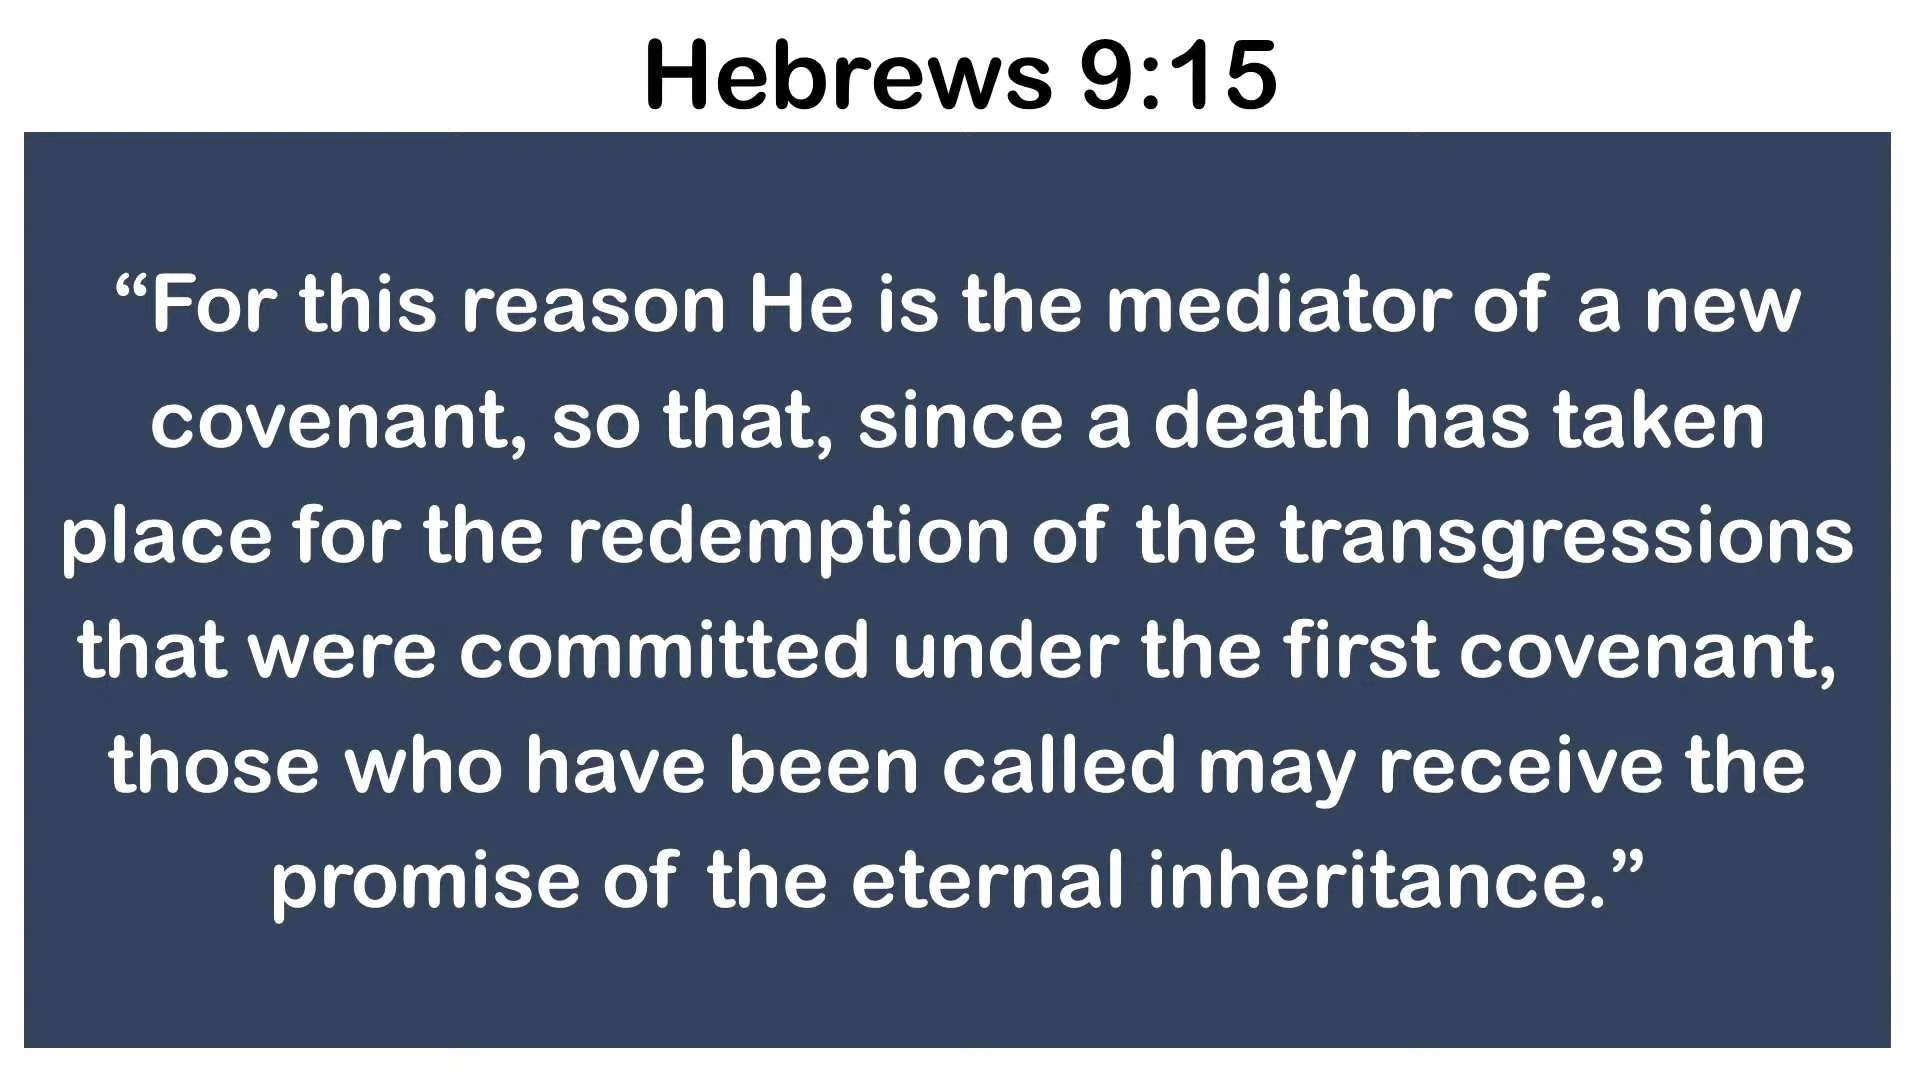 Hebrews 9:15
“For this reason He is the mediator of a new
covenant, so that, since a death has taken
place for the redemption of the transgressions
that were committed under the first covenant,
those who have been called may receive the
promise of the eternal inheritance.”